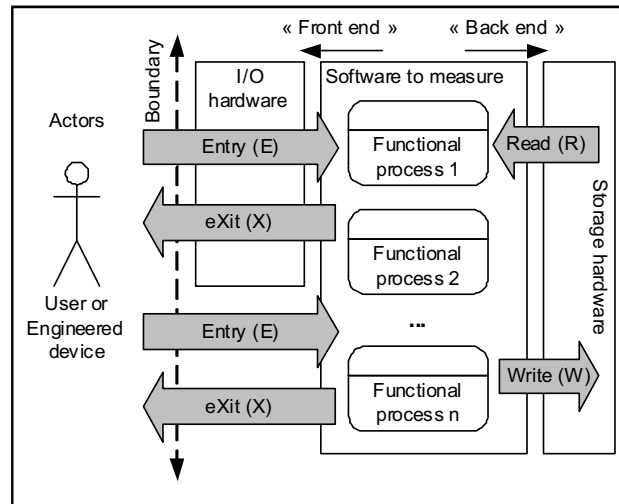 « Front end »
« Back end »
Boundary
I/O
hardware
Software to measure
Actors
Entry (E)
Functional
process 1
Read (R)
eXit (X)
Functional
process 2
Storage hardware
User or
Engineered
device
Entry (E)
...
eXit (X)
Functional
process n
Write (W)